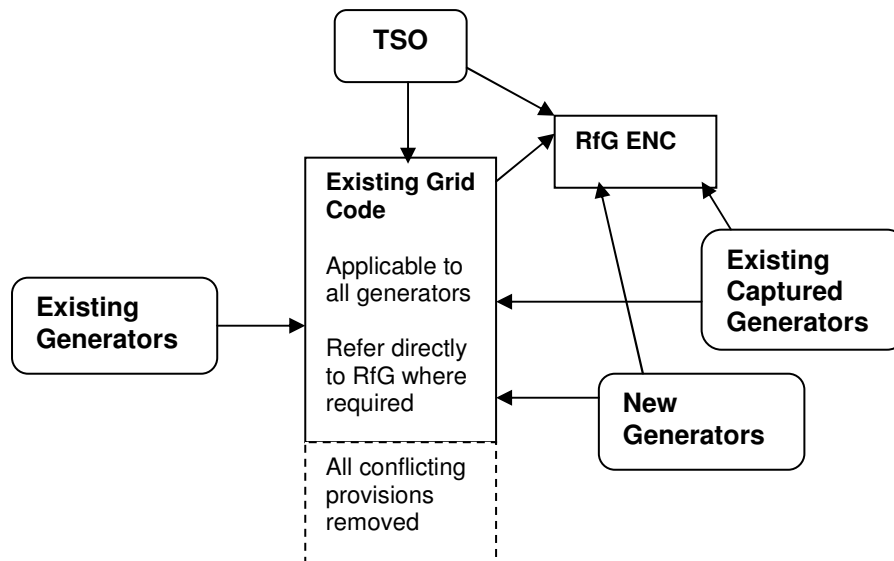 TSO
RfG ENC
Existing Grid
Code
Applicable to
all generators
Refer directly
to RfG where
required
All conflicting
provisions
removed
Existing
Generators
Existing
Captured
Generators
New
Generators